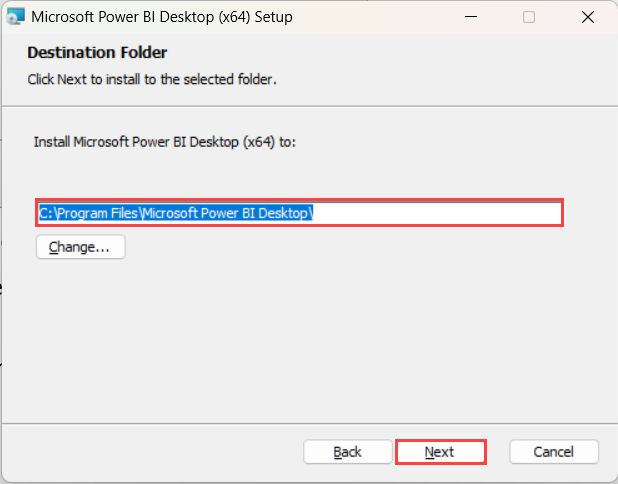 Microsoft Power BI Desktop (x64) Setup
Destination Folder
Click Next to install to the selected folder.
Install Microsoft Power BI Desktop (x64) to:
C:\Program Files\Microsoft Power BI Desktop\
Change...
Back Next Cancel